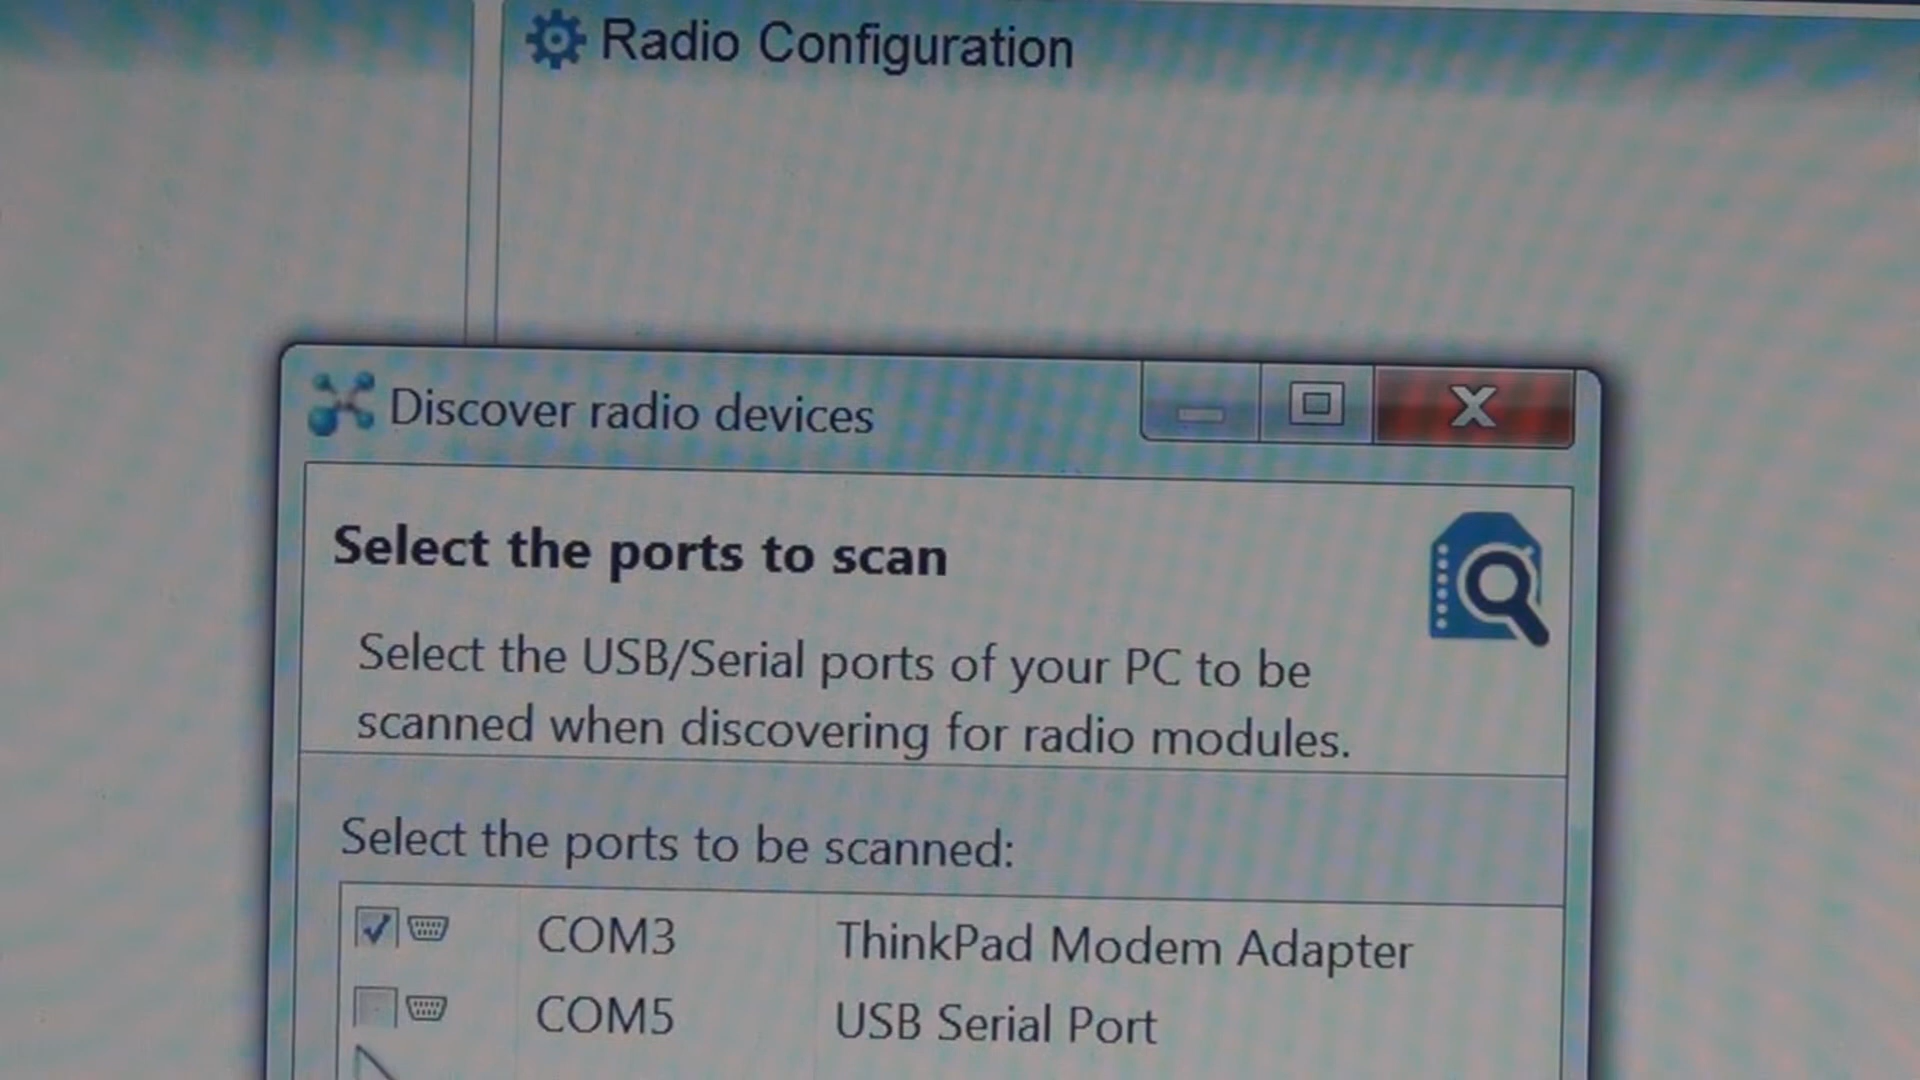 Radio Configuration
Discover radio devices
Select the ports to scan
Select the USB/Serial ports of your PC to be
scanned when discovering for radio modules.
Select the ports to be scanned:
COM3 ThinkPad Modem Adapter
COM5 USB Serial Port